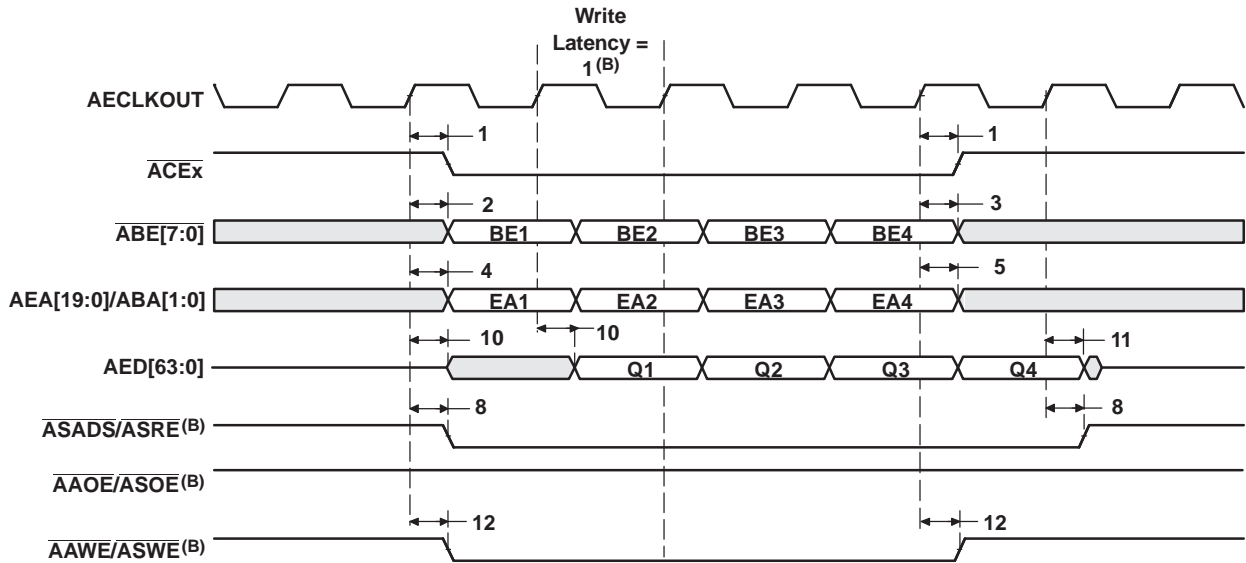 Write
Latency =
1(B)
AECLKOUT
1 1
ACEx
2 3
ABE[7:0]
BE1 BE2 BE3 BE4
4 5
AEA[19:0]/ABA[1:0]
EA1 EA2 EA3 EA4
10 10 11
AED[63:0]
Q1 Q2 Q3 Q4
8 8
ASADS/ASRE(B)
AAOE/ASOE(B)
12 12
AAWE/ASWE(B)